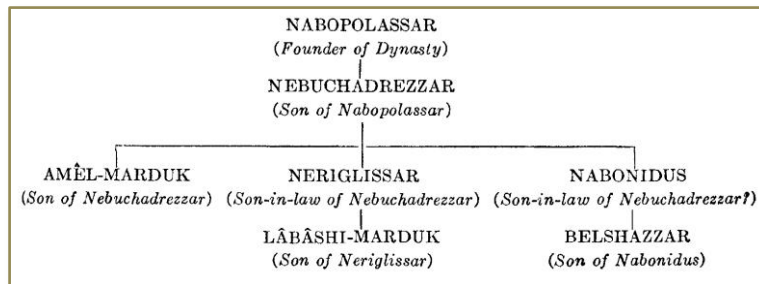 NABOPOLASSAR
(Founder of Dynasty)
NEBUCHADREZZAR
(Son of Nabopolassar)
AMÊL-MARDUK NERIGLISSAR NABONIDUS
(Son of Nebuchadrezzar) (Son-in-law of Nebuchadrezzar) (Son-in-law of Nebuchadrezzar?)
LÂBÂSHI-MARDUK BELSHAZZAR
(Son of Neriglissar) (Son of Nabonidus)